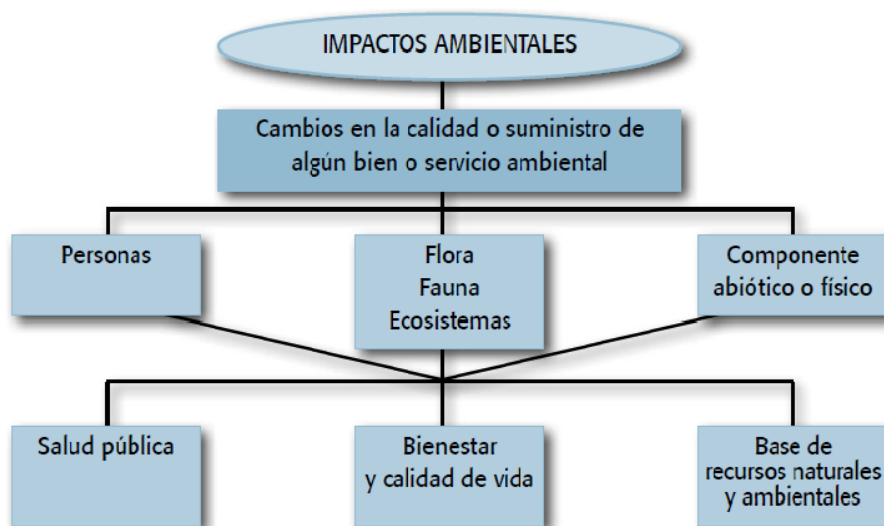 IMPACTOS AMBIENTALES
Cambios en la calidad o suministro de
algún bien o servicio ambiental
Personas
Flora
Fauna
Ecosistemas
Componente
abiótico o físico
Salud pública
Bienestar
y calidad de vida
Base de
recursos naturales
y ambientales